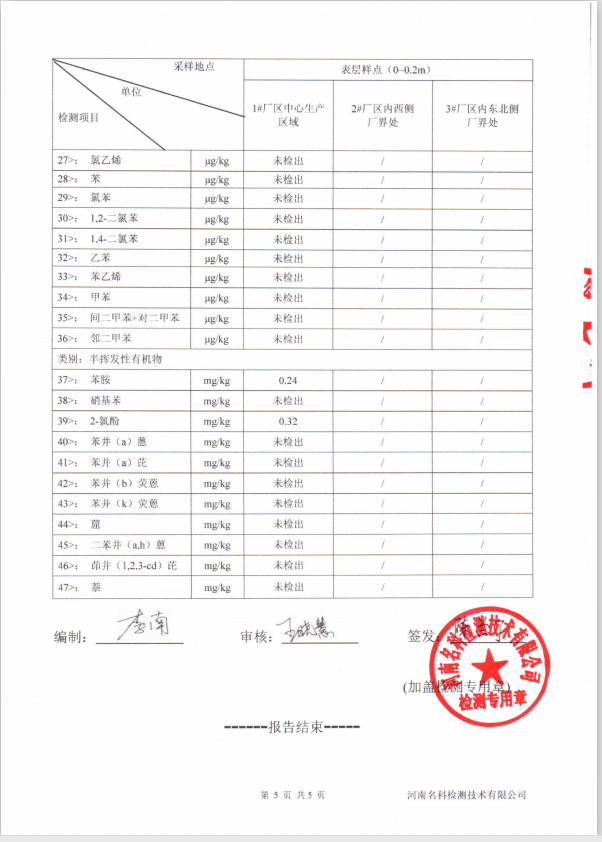 采样地点 表层样点（0~0.2m）
单位
检测项目 1#厂区中心生产区域 2#厂区内西侧厂界处 3#厂区内东北侧厂界处
27>： 氯乙烯 μg/kg 未检出 / /
28>： 苯 μg/kg 未检出 / /
29>： 氯苯 μg/kg 未检出 / /
30>： 1,2-二氯苯 μg/kg 未检出 / /
31>： 1,4-二氯苯 μg/kg 未检出 / /
32>： 乙苯 μg/kg 未检出 / /
33>： 苯乙烯 μg/kg 未检出 / /
34>： 甲苯 μg/kg 未检出 / /
35>： 间二甲苯+对二甲苯 μg/kg 未检出 / /
36>： 邻二甲苯 μg/kg 未检出 / /
类别：半挥发性有机物
37>： 苯胺 mg/kg 0.24 / /
38>： 硝基苯 mg/kg 未检出 / /
39>： 2-氯酚 mg/kg 0.32 / /
40>： 苯并（a）蒽 mg/kg 未检出 / /
41>： 苯并（a）芘 mg/kg 未检出 / /
42>： 苯并（b）荧蒽 mg/kg 未检出 / /
43>： 苯并（k）荧蒽 mg/kg 未检出 / /
44>： 䓛 mg/kg 未检出 / /
45>： 二苯并（a,h）蒽 mg/kg 未检出 / /
46>： 茚并（1,2,3-cd）芘 mg/kg 未检出 / /
47>： 萘 mg/kg 未检出 / /
编制：李南 审核：王晓慧 签发：
河南名科检测技术有限公司
检测专用章
(加盖检测专用章)
------报告结束-----
第 5 页 共 5 页 河南名科检测技术有限公司